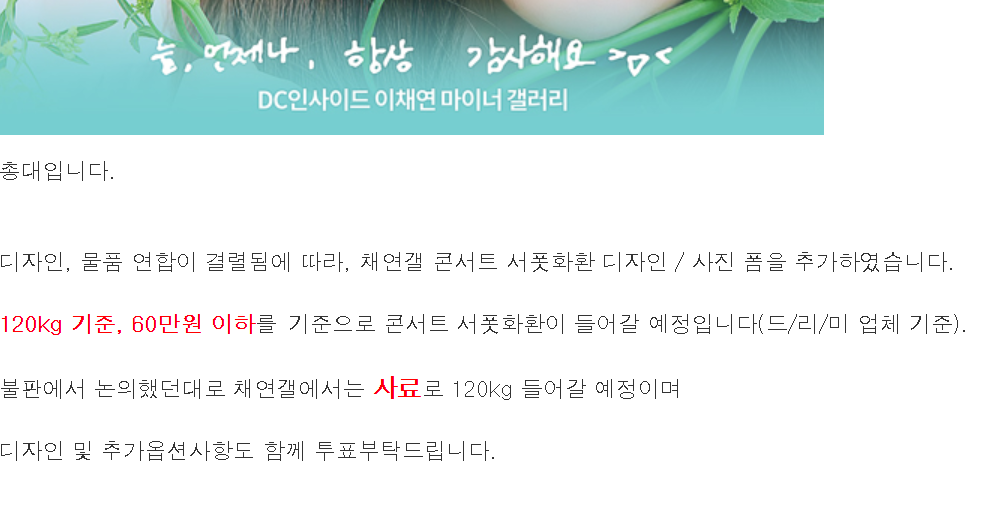 늘, 언제나, 항상 감사해요 >ㅁ<
DC인사이드 이채연 마이너 갤러리
총대입니다.
디자인, 물품 연합이 결렬됨에 따라, 채연갤 콘서트 서폿화환 디자인 / 사진 폼을 추가하였습니다.
120kg 기준, 60만원 이하를 기준으로 콘서트 서폿화환이 들어갈 예정입니다(드/리/미 업체 기준).
불판에서 논의했던대로 채연갤에서는 사료로 120kg 들어갈 예정이며
디자인 및 추가옵션사항도 함께 투표부탁드립니다.